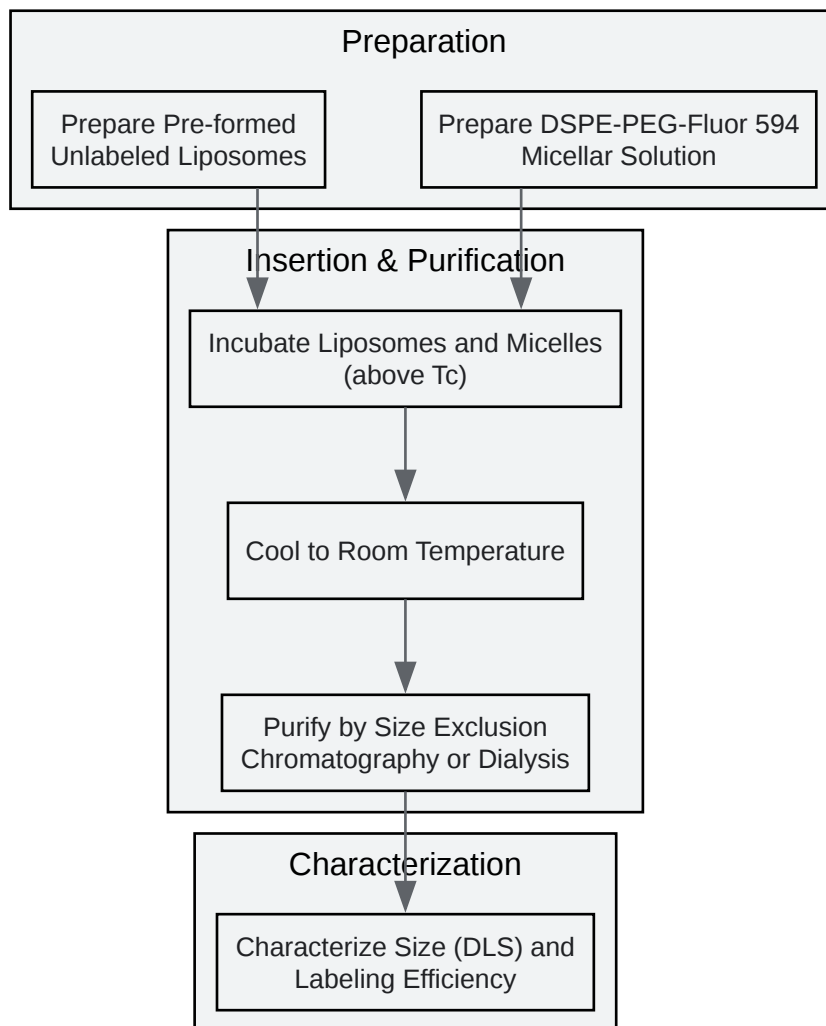 Preparation
Prepare Pre-formed
Unlabeled Liposomes
Prepare DSPE-PEG-Fluor 594
Micellar Solution
Insertion & Purification
Incubate Liposomes and Micelles
(above Tc)
Cool to Room Temperature
Purify by Size Exclusion
Chromatography or Dialysis
Characterization
Characterize Size (DLS) and
Labeling Efficiency